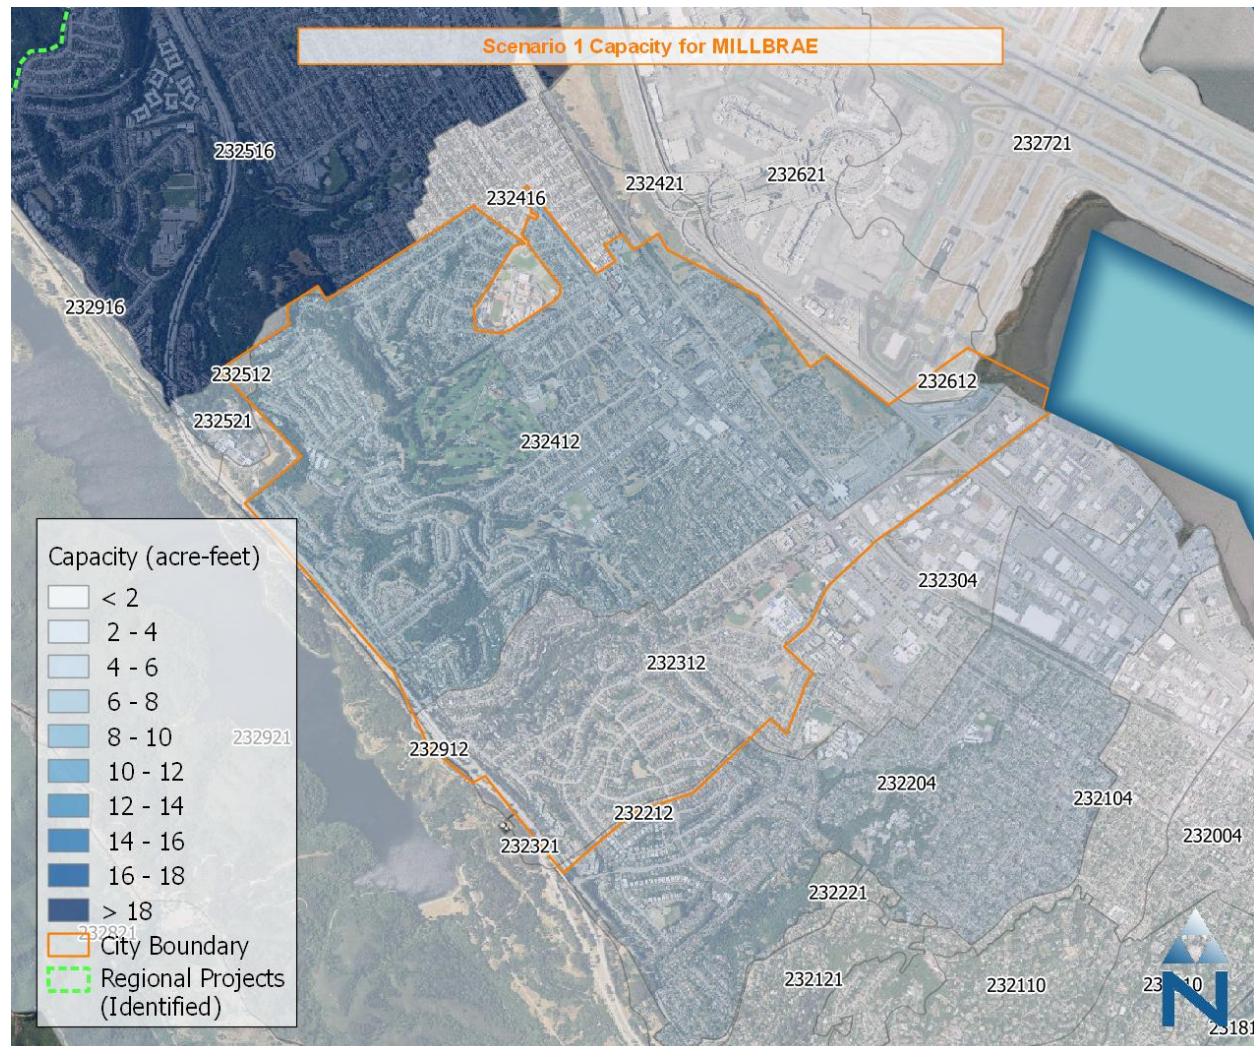 Scenario 1 Capacity for MILLBRAE
232516
232721
232621
232421
232416
232916
232512
232612
232521
232412
232304
232312
232921
232912
232204
232104
232212
232004
232321
232221
232821
232121
232110
Capacity (acre-feet)
< 2
2 - 4
4 - 6
6 - 8
8 - 10
10 - 12
12 - 14
14 - 16
16 - 18
> 18
City Boundary
Regional Projects
(Identified)
N